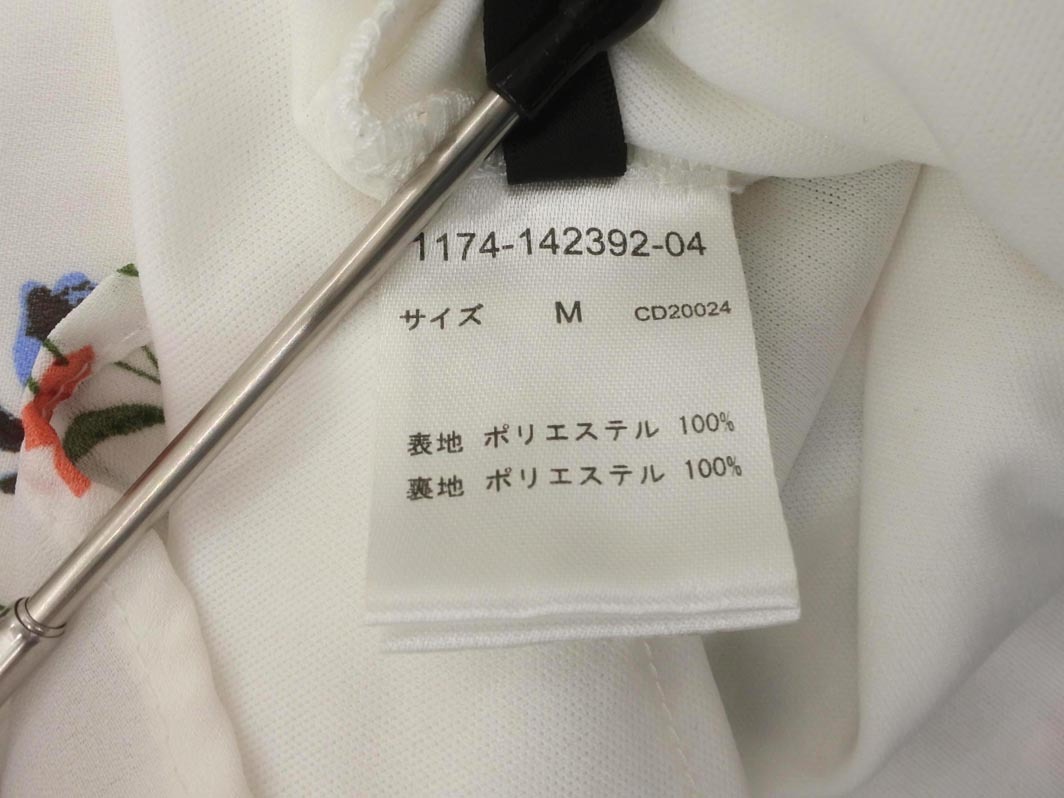 1174-142392-04
サイズ M CD20024
表地 ポリエステル 100%
裏地 ポリエステル 100%